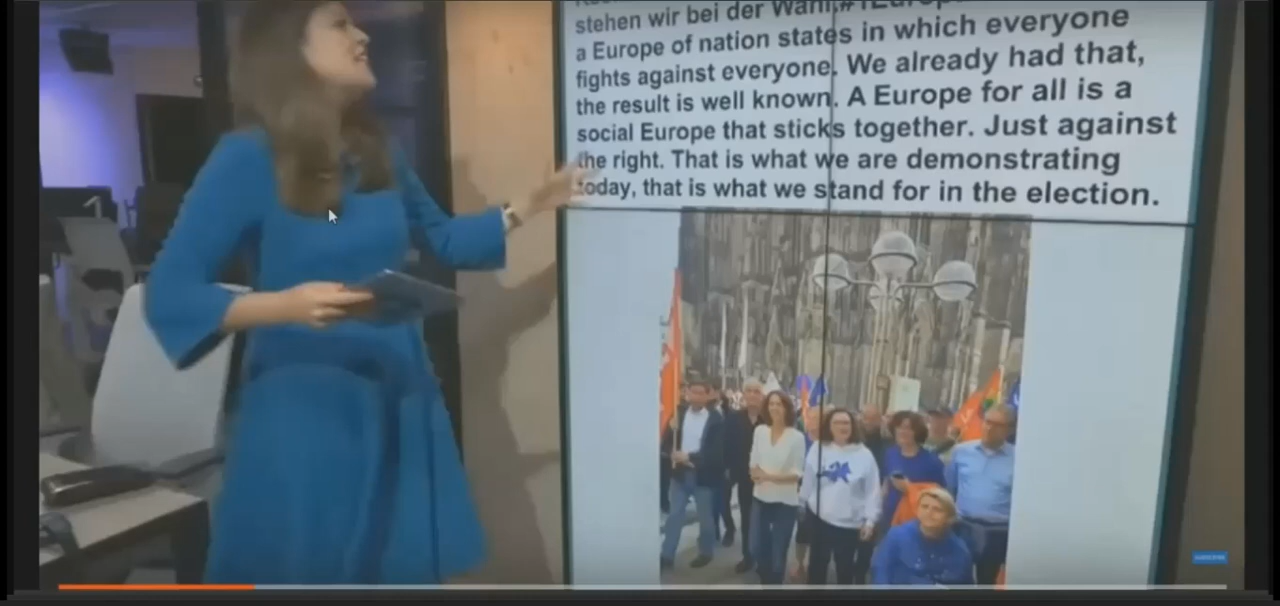 stehen wir bei der Wahl.
a Europe of nation states in which everyone
fights against everyone. We already had that,
the result is well known. A Europe for all is a
social Europe that sticks together. Just against
the right. That is what we are demonstrating
today, that is what we stand for in the election.